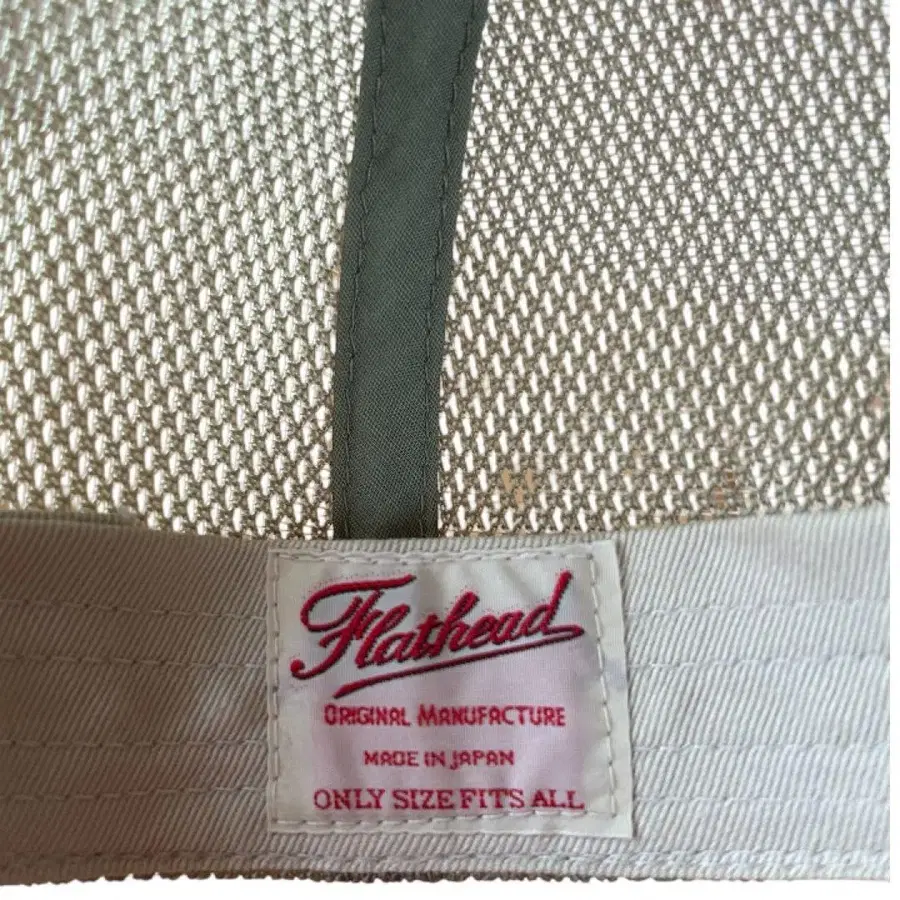 Flathead
ORIGINAL MANUFACTURE
MADE IN JAPAN
ONLY SIZE FITS ALL